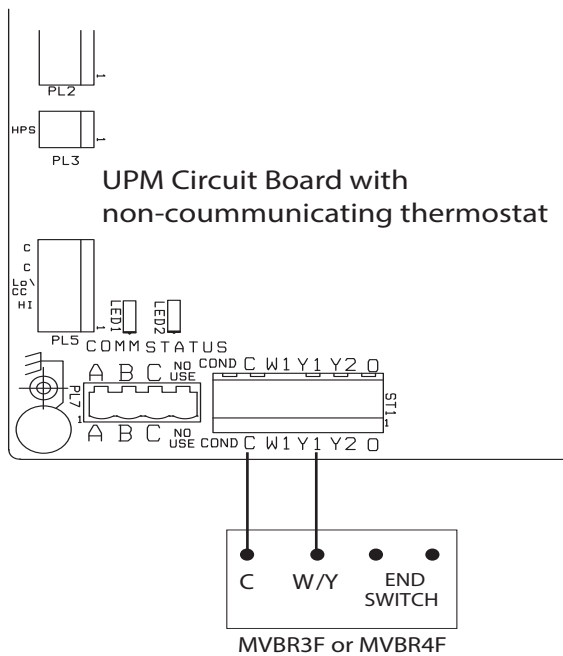 PL2
1
HPS
1
PL3
UPM Circuit Board with
non-coummunicating thermostat
C
C
Lo\
CC
HI
1
PL5
LED1
LED2
COMM STATUS
A B C NO USE
COND C W1 Y1 Y2 O
PL7
1
ST1
1
A B C NO USE
COND C W1 Y1 Y2 O
C W/Y END
SWITCH
MVBR3F or MVBR4F